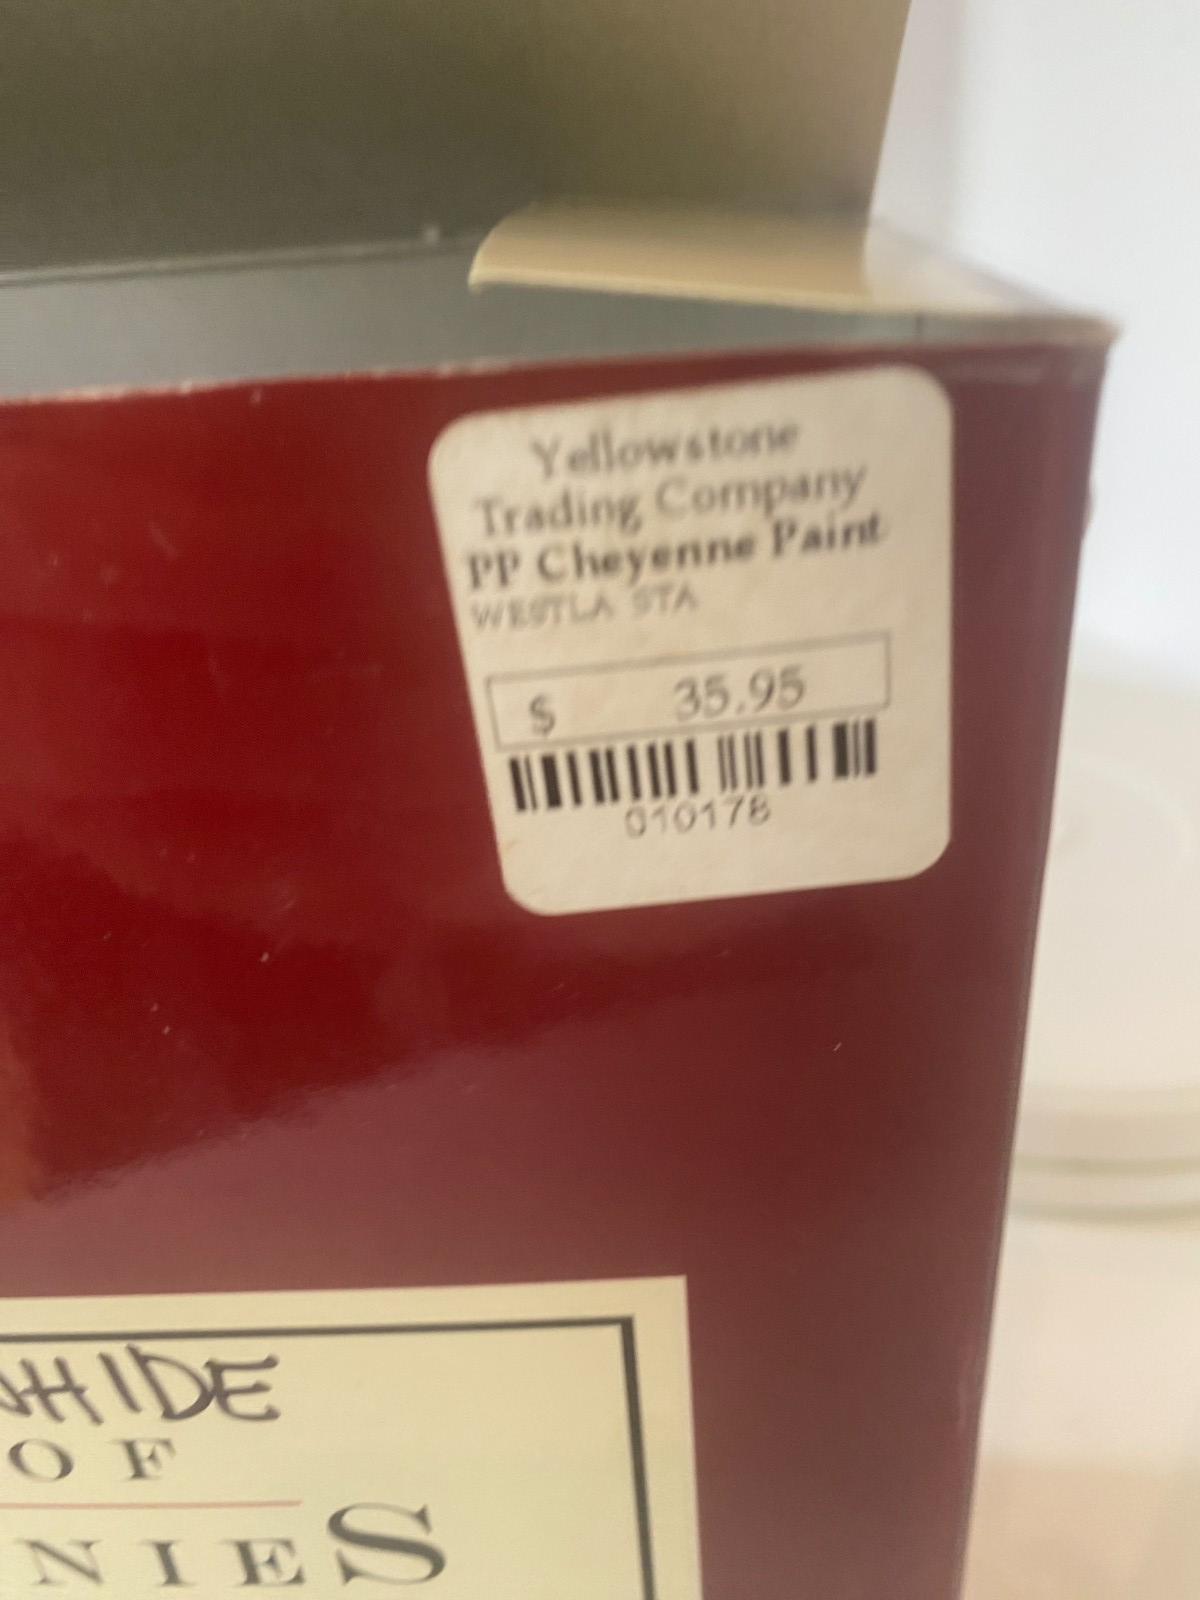 Yellowstone
Trading Company
PP Cheyenne Paint
WESTLA STA
$ 35.95
010178
HIDE
OF
NIES